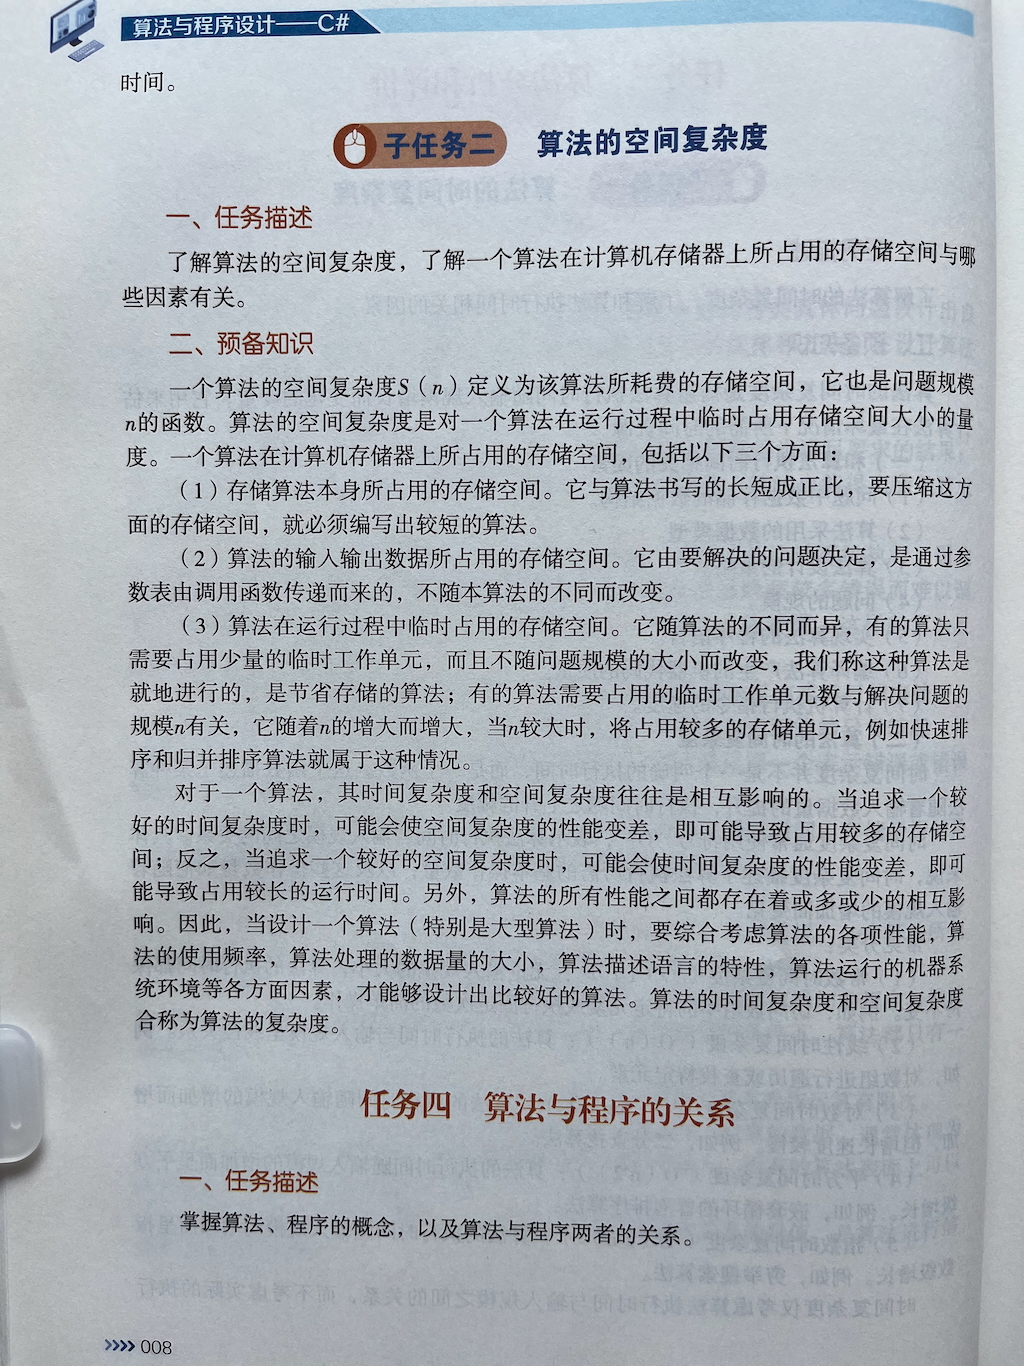 算法与程序设计——C#
时间。
子任务二 算法的空间复杂度
一、任务描述
了解算法的空间复杂度，了解一个算法在计算机存储器上所占用的存储空间与哪
些因素有关。
二、预备知识
一个算法的空间复杂度S（n）定义为该算法所耗费的存储空间，它也是问题规模
n的函数。算法的空间复杂度是对一个算法在运行过程中临时占用存储空间大小的量
度。一个算法在计算机存储器上所占用的存储空间，包括以下三个方面：
（1）存储算法本身所占用的存储空间。它与算法书写的长短成正比，要压缩这方
面的存储空间，就必须编写出较短的算法。
（2）算法的输入输出数据所占用的存储空间。它由要解决的问题决定，是通过参
数表由调用函数传递而来的，不随本算法的不同而改变。
（3）算法在运行过程中临时占用的存储空间。它随算法的不同而异，有的算法只
需要占用少量的临时工作单元，而且不随问题规模的大小而改变，我们称这种算法是
就地进行的，是节省存储的算法；有的算法需要占用的临时工作单元数与解决问题的
规模n有关，它随着n的增大而增大，当n较大时，将占用较多的存储单元，例如快速排
序和归并排序算法就属于这种情况。
对于一个算法，其时间复杂度和空间复杂度往往是相互影响的。当追求一个较
好的时间复杂度时，可能会使空间复杂度的性能变差，即可能导致占用较多的存储空
间；反之，当追求一个较好的空间复杂度时，可能会使时间复杂度的性能变差，即可
能导致占用较长的运行时间。另外，算法的所有性能之间都存在着或多或少的相互影
响。因此，当设计一个算法（特别是大型算法）时，要综合考虑算法的各项性能，算
法的使用频率，算法处理的数据量的大小，算法描述语言的特性，算法运行的机器系
统环境等各方面因素，才能够设计出比较好的算法。算法的时间复杂度和空间复杂度
合称为算法的复杂度。
任务四 算法与程序的关系
一、任务描述
掌握算法、程序的概念，以及算法与程序两者的关系。
008